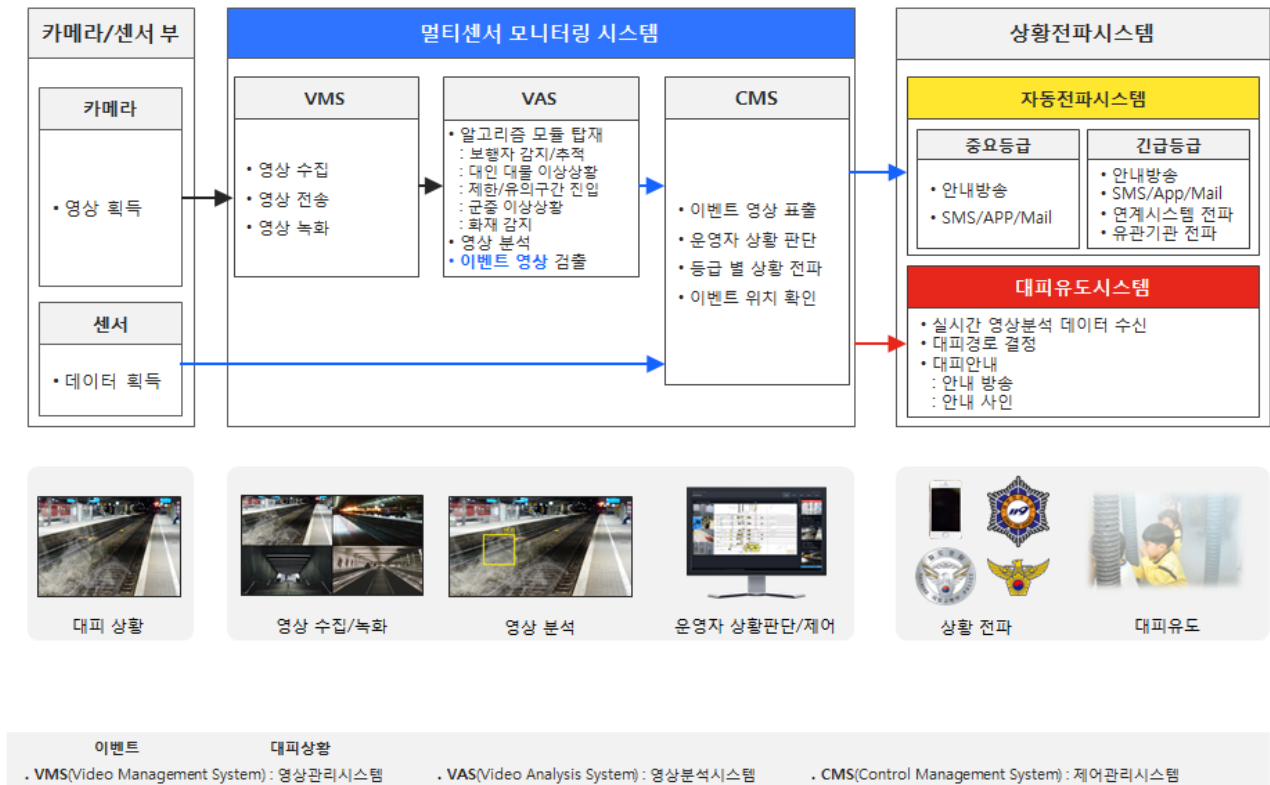 카메라/센서 부
카메라
• 영상 획득
센서
• 데이터 획득
멀티센서 모니터링 시스템
VMS
• 영상 수집
• 영상 전송
• 영상 녹화
VAS
• 알고리즘 모듈 탑재
: 보행자 감지/추적
: 대인 대물 이상상황
: 제한/유의구간 진입
: 군중 이상상황
: 화재 감지
• 영상 분석
• 이벤트 영상 검출
CMS
• 이벤트 영상 표출
• 운영자 상황 판단
• 등급 별 상황 전파
• 이벤트 위치 확인
상황전파시스템
자동전파시스템
중요등급
• 안내방송
• SMS/APP/Mail
긴급등급
• 안내방송
• SMS/App/Mail
• 연계시스템 전파
• 유관기관 전파
대피유도시스템
• 실시간 영상분석 데이터 수신
• 대피경로 결정
• 대피안내
: 안내 방송
: 안내 사인
119
대피 상황
영상 수집/녹화
영상 분석
운영자 상황판단/제어
상황 전파
대피유도
이벤트 대피상황
. VMS(Video Management System) : 영상관리시스템 . VAS(Video Analysis System) : 영상분석시스템 . CMS(Control Management System) : 제어관리시스템